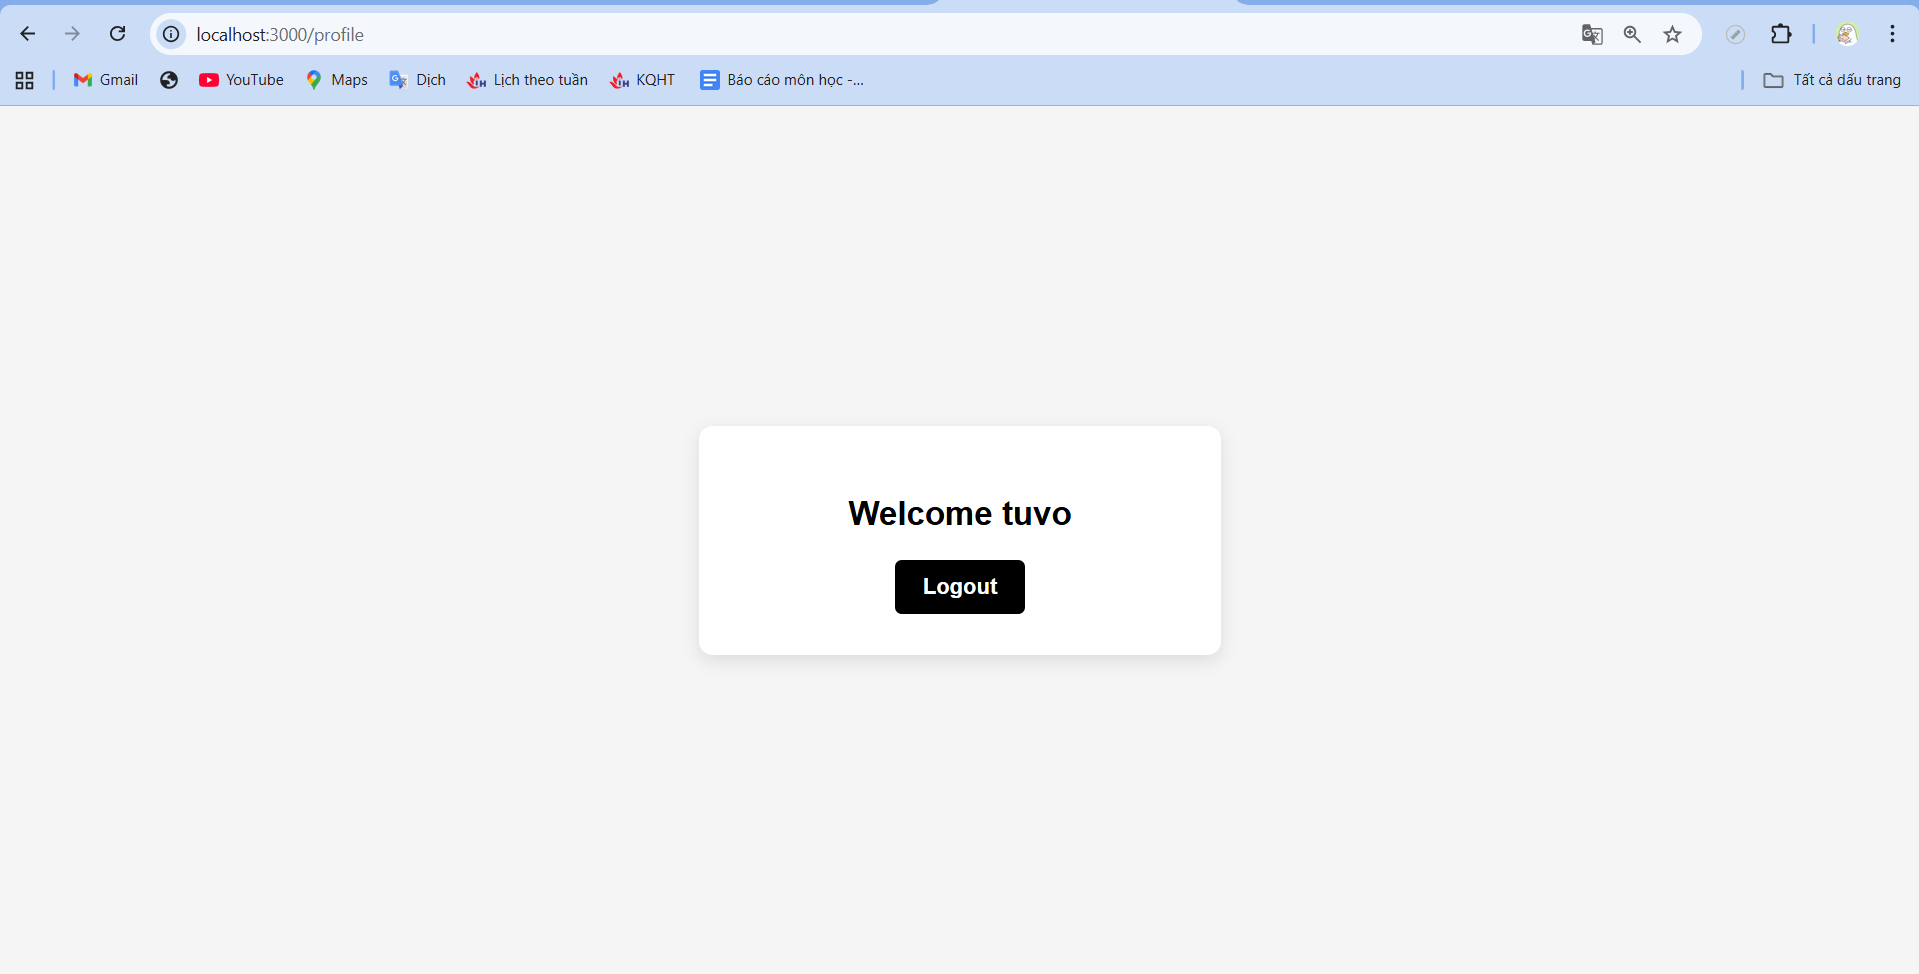 localhost:3000/profile
Gmail YouTube Maps Dịch Lịch theo tuần KQHT Báo cáo môn học -... Tất cả dấu trang
Welcome tuvo
Logout